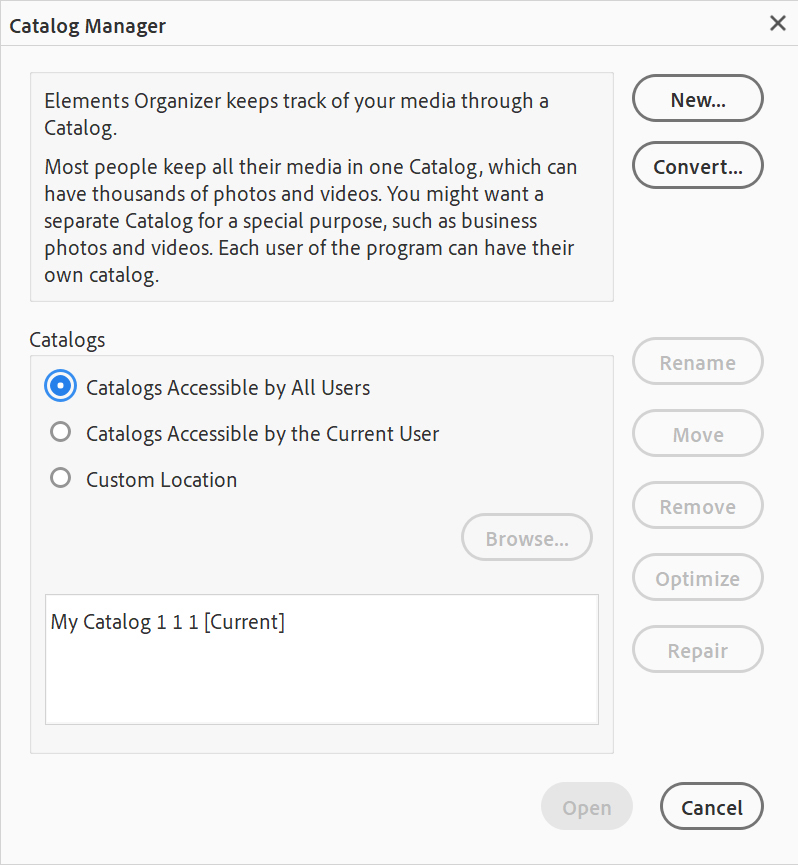 Catalog Manager
Elements Organizer keeps track of your media through a
Catalog.
Most people keep all their media in one Catalog, which can
have thousands of photos and videos. You might want a
separate Catalog for a special purpose, such as business
photos and videos. Each user of the program can have their
own catalog.
New...
Convert...
Catalogs
Catalogs Accessible by All Users
Catalogs Accessible by the Current User
Custom Location
Browse...
My Catalog 1 1 1 [Current]
Rename
Move
Remove
Optimize
Repair
Open
Cancel